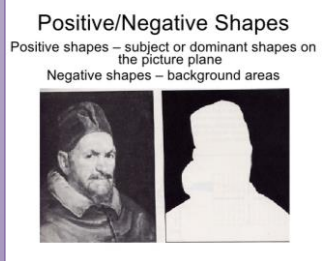 Positive/Negative Shapes
Positive shapes – subject or dominant shapes on
the picture plane
Negative shapes – background areas